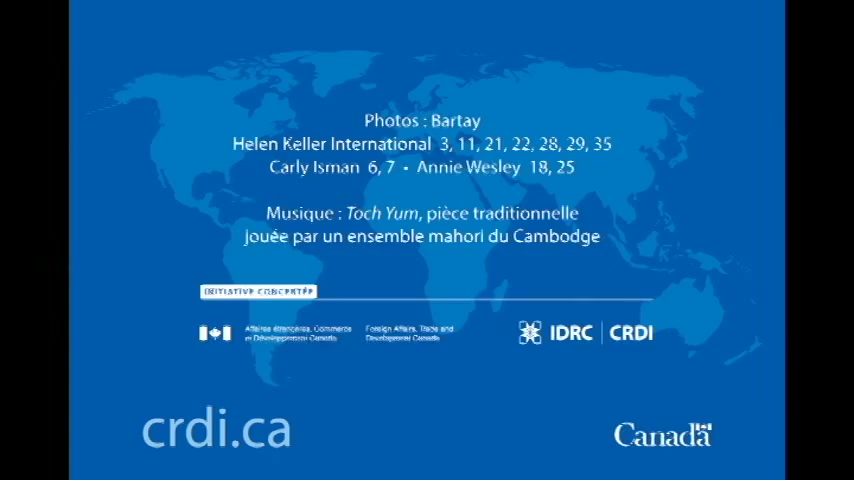 Photos : Bartay
Helen Keller International 3, 11, 21, 22, 28, 29, 35
Carly Isman 6, 7 • Annie Wesley 18, 25
Musique : Toch Yum, pièce traditionnelle
jouée par un ensemble mahori du Cambodge
INITIATIVE CONCERTÉE
Affaires étrangères, Commerce
et Développement Canada
Foreign Affairs, Trade and
Development Canada
IDRC | CRDI
crdi.ca
Canada